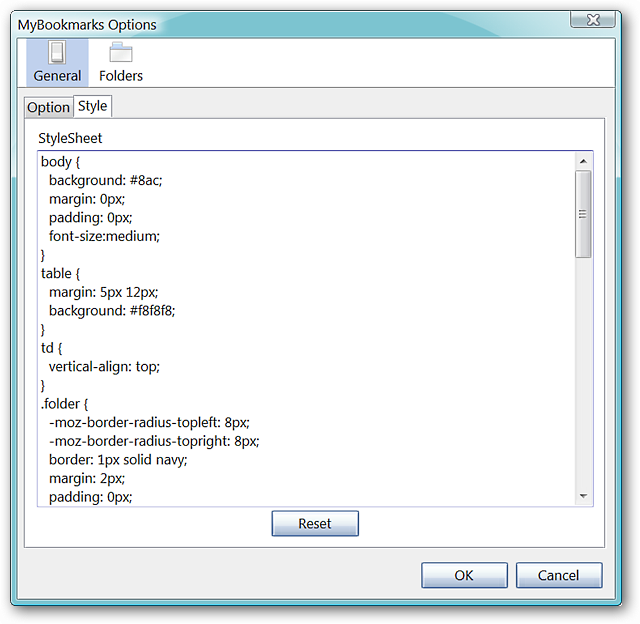 MyBookmarks Options
General Folders
Option Style
StyleSheet
body {
background: #8ac;
margin: 0px;
padding: 0px;
font-size:medium;
}
table {
margin: 5px 12px;
background: #f8f8f8;
}
td {
vertical-align: top;
}
.folder {
-moz-border-radius-topleft: 8px;
-moz-border-radius-topright: 8px;
border: 1px solid navy;
margin: 2px;
padding: 0px;
Reset
OK Cancel